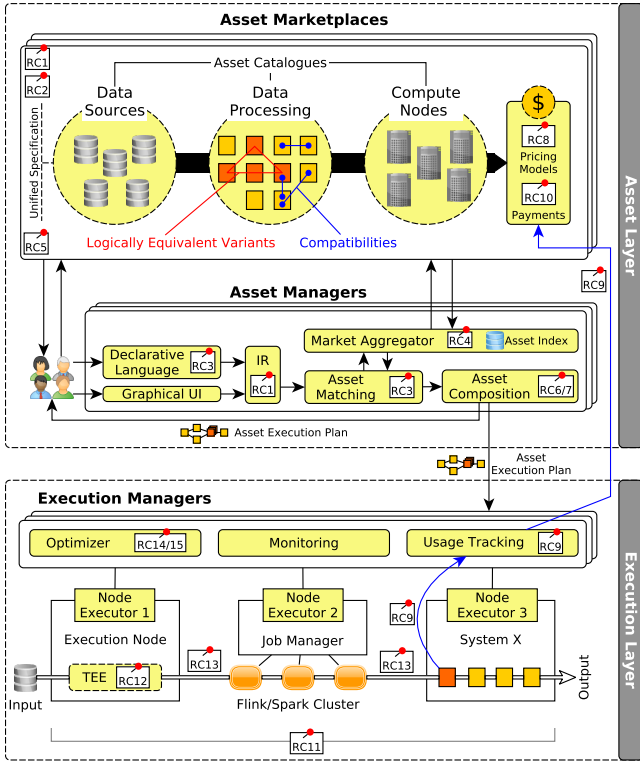 Asset Marketplaces
RC1
RC2
Asset Catalogues
Data
Sources
Data
Processing
Compute
Nodes
$
RC8
Pricing
Models
RC10
Payments
Unified Specification
RC5
Logically Equivalent Variants
Compatibilities
Asset Layer
RC9
Asset Managers
Market Aggregator
RC4
Asset Index
Declarative
Language
RC3
IR
RC1
Graphical UI
Asset
Matching
RC3
Asset
Composition
RC6/7
Asset Execution Plan
Asset
Execution Plan
Execution Managers
Optimizer
RC14/15
Monitoring
Usage Tracking
RC9
Node
Executor 1
Node
Executor 2
Node
Executor 3
RC9
Execution Node
Job Manager
System X
RC13
RC13
TEE
RC12
Input
Flink/Spark Cluster
Output
RC11
Execution Layer